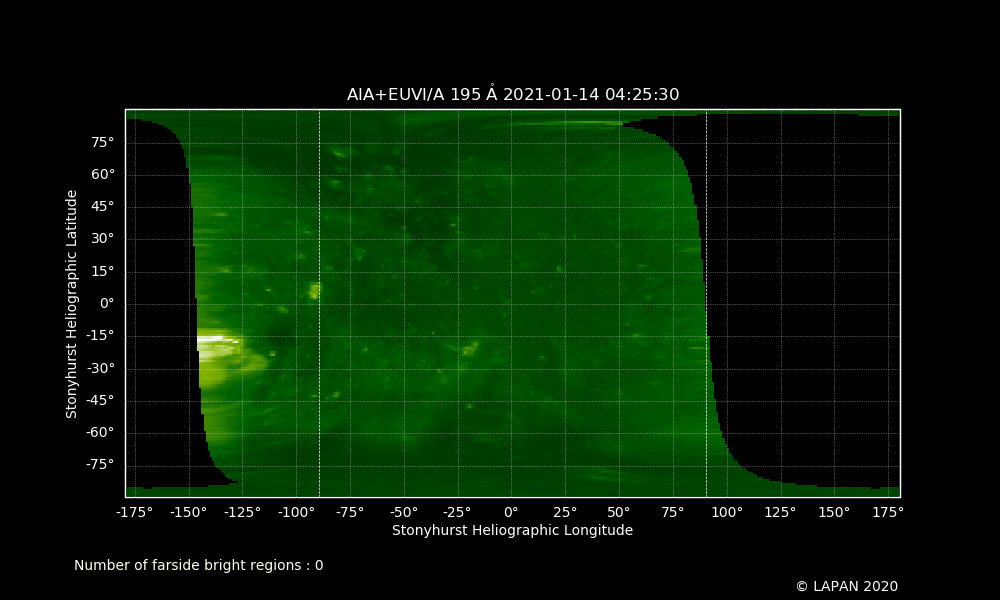 AIA+EUVI/A 195 Å 2021-01-14 04:25:30
75°
60°
45°
30°
15°
0°
-15°
-30°
-45°
-60°
-75°
Stonyhurst Heliographic Latitude
-175° -150° -125° -100° -75° -50° -25° 0° 25° 50° 75° 100° 125° 150° 175°
Stonyhurst Heliographic Longitude
Number of farside bright regions : 0
© LAPAN 2020